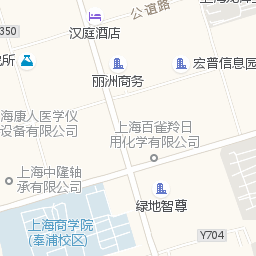 公谊路
汉庭酒店
丽洲商务
宏普信息园
所
海康人医学仪
设备有限公司
上海百雀羚日
用化学有限公司
上海中隆轴
承有限公司
绿地智尊
上海商学院
(奉浦校区)
Y704